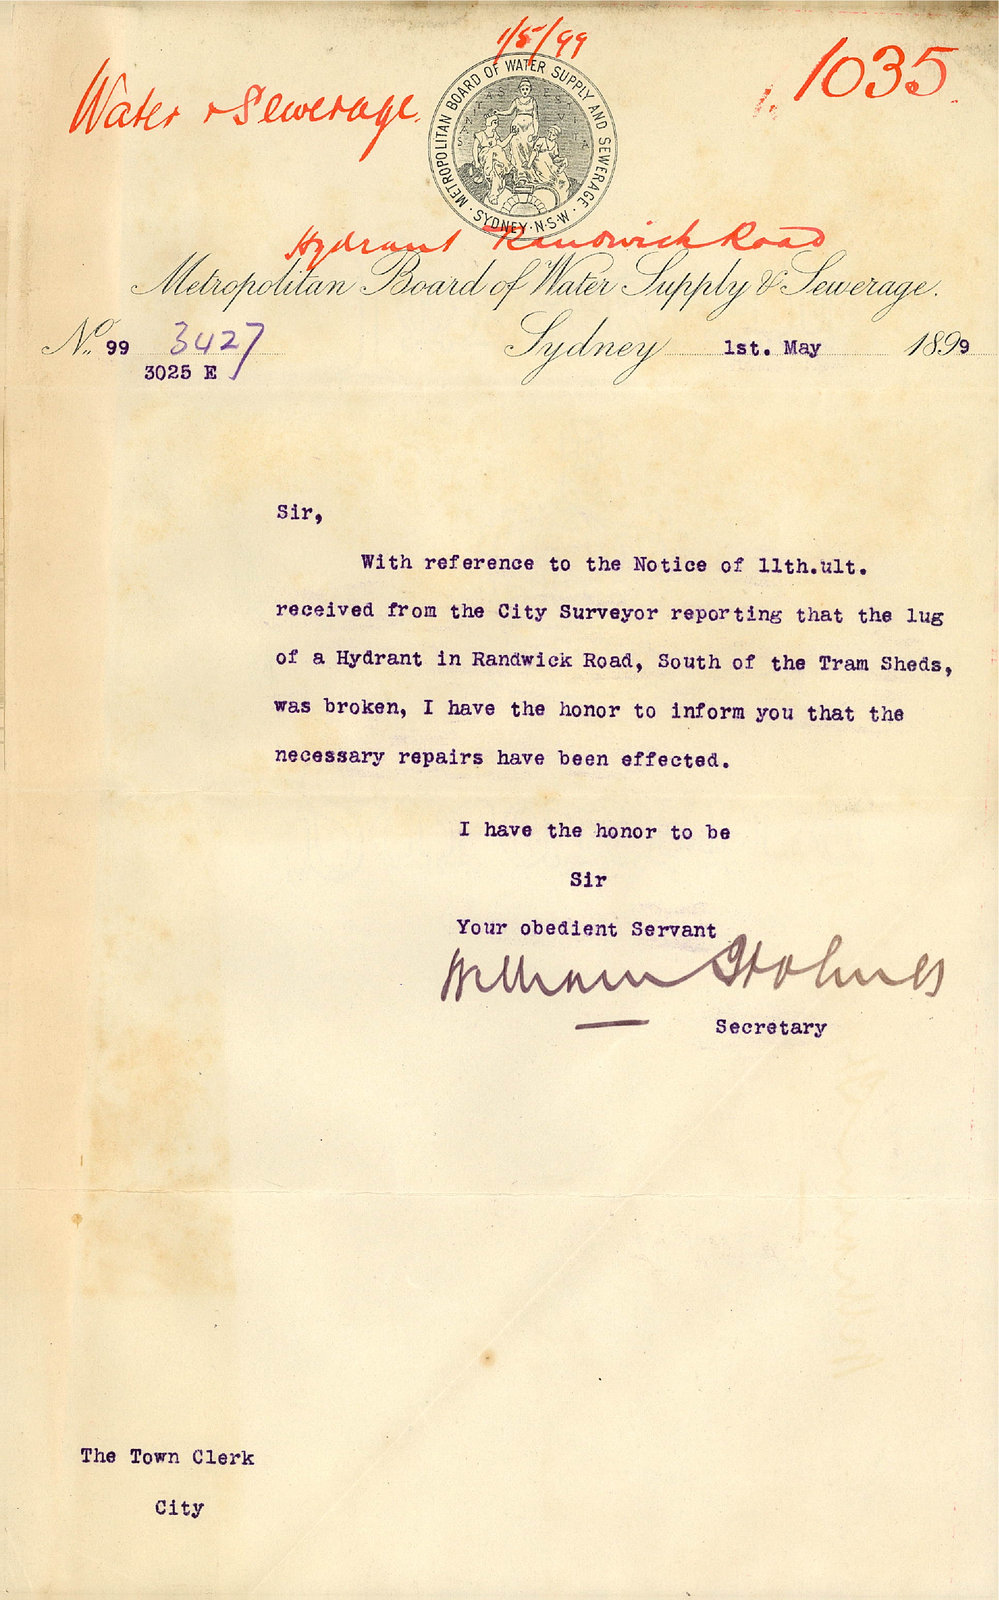 1/5/99
1035
Water & Sewerage.
METROPOLITAN BOARD OF WATER SUPPLY AND SEWERAGE
SYDNEY·N·S·W·
Hydrant Randwick Road
Metropolitan Board of Water Supply & Sewerage.
No. 99 3427 Sydney 1st. May 1899
3025 E
Sir,
With reference to the Notice of 11th.ult.
received from the City Surveyor reporting that the lug
of a Hydrant in Randwick Road, South of the Tram Sheds,
was broken, I have the honor to inform you that the
necessary repairs have been effected.
I have the honor to be
Sir
Your obedient Servant
William Holmes
Secretary
The Town Clerk
City